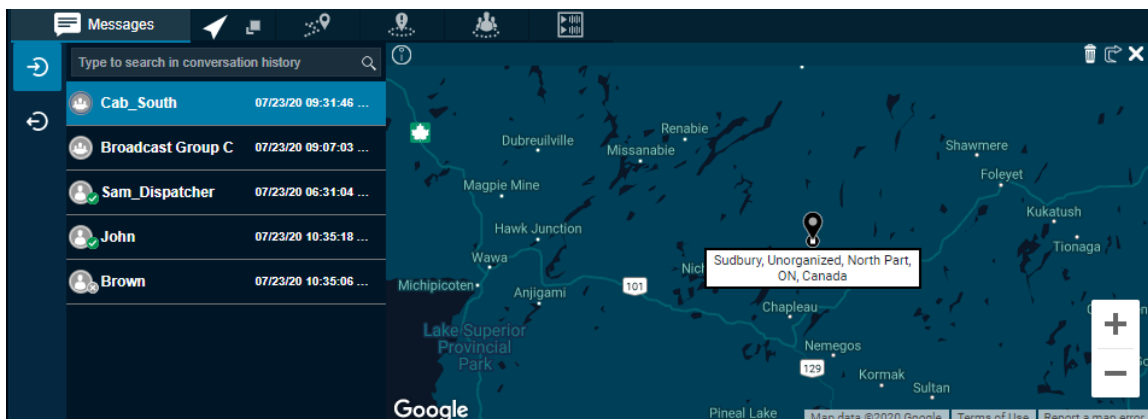 Messages
Type to search in conversation history
Cab_South 07/23/20 09:31:46 ...
Broadcast Group C 07/23/20 09:07:03 ...
Sam_Dispatcher 07/23/20 06:31:04 ...
John 07/23/20 10:35:18 ...
Brown 07/23/20 10:35:06 ...
Renabie
Dubreuilville
Missanabie
Shawmere
Foleyet
Magpie Mine
Kukatush
Hawk Junction
Tionaga
Wawa
Sudbury, Unorganized, North Part,
ON, Canada
Michipicoten
Anjigami
101
Chapleau
Lake Superior
Provincial
Park
Nemegos
129
Kormak
Sultan
Google
Pineal Lake
Map data ©2020 Google
Terms of Use
Report a map error